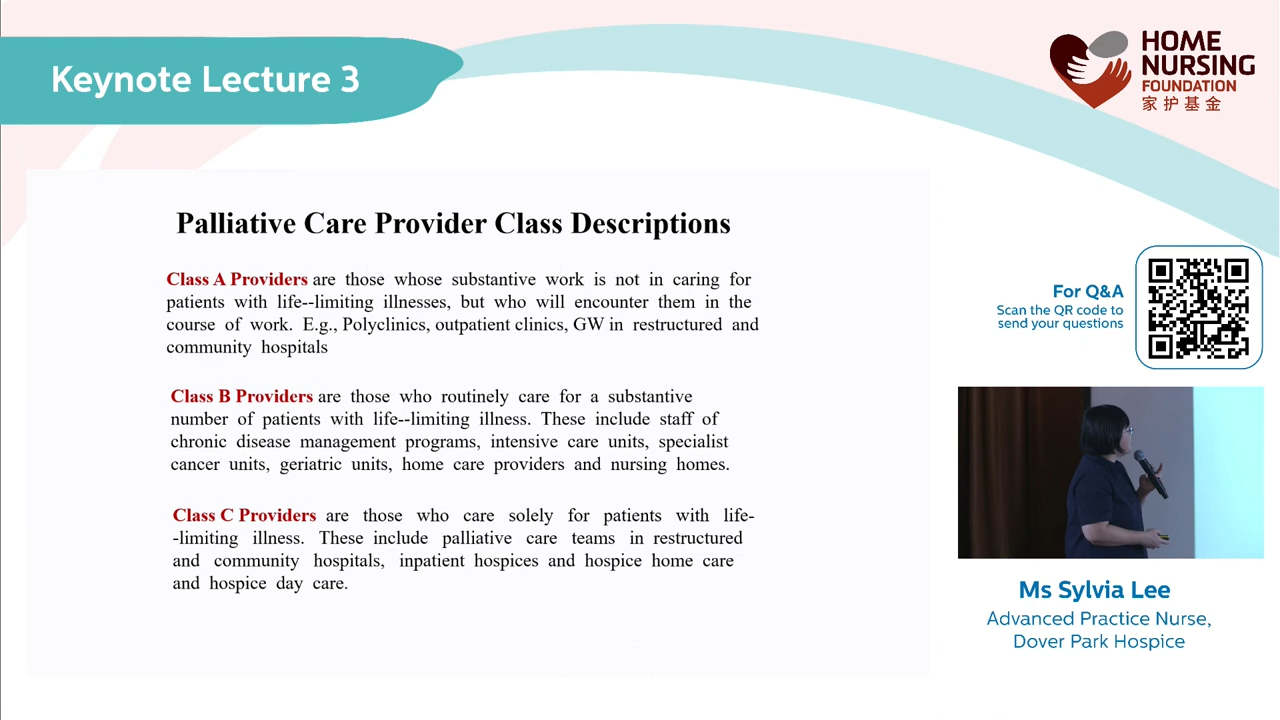 Keynote Lecture 3
HOME
NURSING
FOUNDATION
家护基金
Palliative Care Provider Class Descriptions
Class A Providers are those whose substantive work is not in caring for
patients with life--limiting illnesses, but who will encounter them in the
course of work. E.g., Polyclinics, outpatient clinics, GW in restructured and
community hospitals
Class B Providers are those who routinely care for a substantive
number of patients with life--limiting illness. These include staff of
chronic disease management programs, intensive care units, specialist
cancer units, geriatric units, home care providers and nursing homes.
Class C Providers are those who care solely for patients with life-
-limiting illness. These include palliative care teams in restructured
and community hospitals, inpatient hospices and hospice home care
and hospice day care.
For Q&A
Scan the QR code to
send your questions
Ms Sylvia Lee
Advanced Practice Nurse,
Dover Park Hospice